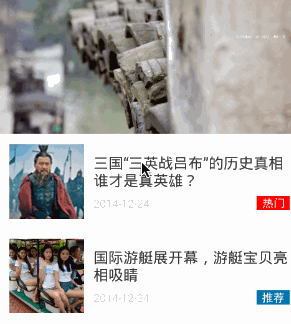 三国“三英战吕布”的历史真相
谁才是真英雄？
2014-12-24
热门
国际游艇展开幕，游艇宝贝亮
相吸睛
2014-12-24
推荐